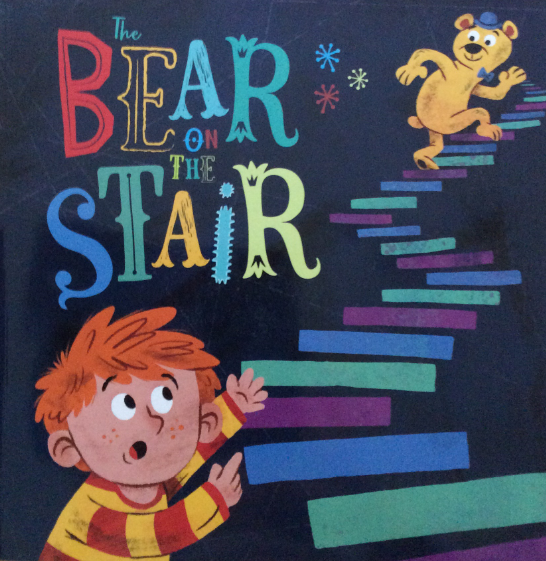 The
BEAR
ON
THE
STAiR